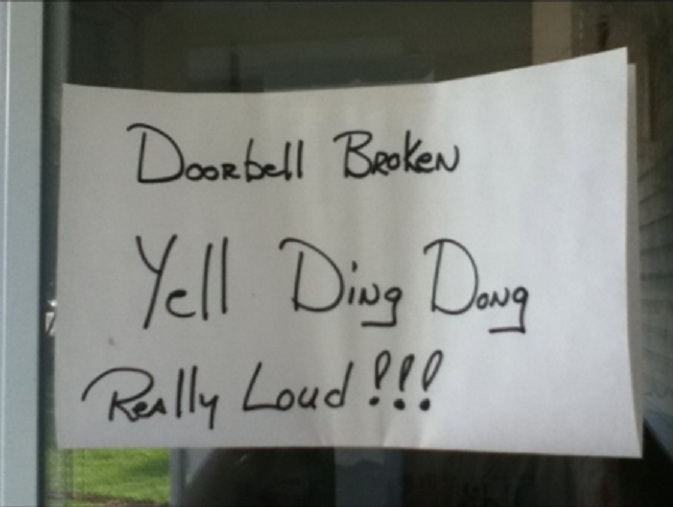 Doorbell Broken
Yell Ding Dong
Really Loud!!!